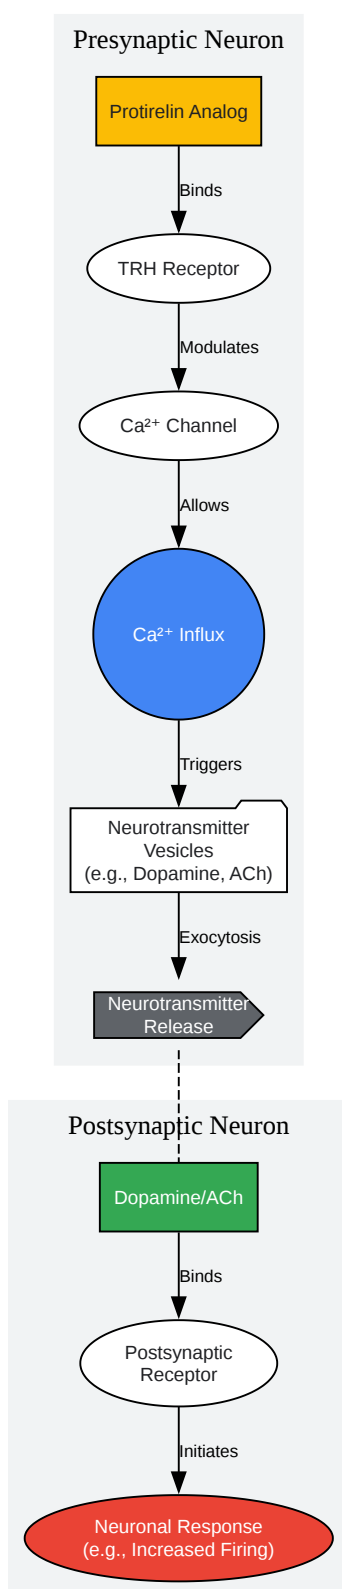 Presynaptic Neuron
Protirelin Analog
Binds
TRH Receptor
Modulates
Ca²⁺ Channel
Allows
Ca²⁺ Influx
Triggers
Neurotransmitter
Vesicles
(e.g., Dopamine, ACh)
Exocytosis
Neurotransmitter
Release
Postsynaptic Neuron
Dopamine/ACh
Binds
Postsynaptic
Receptor
Initiates
Neuronal Response
(e.g., Increased Firing)